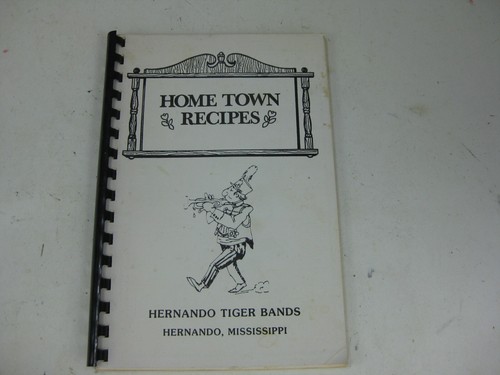 HOME TOWN
RECIPES
HERNANDO TIGER BANDS
HERNANDO, MISSISSIPPI